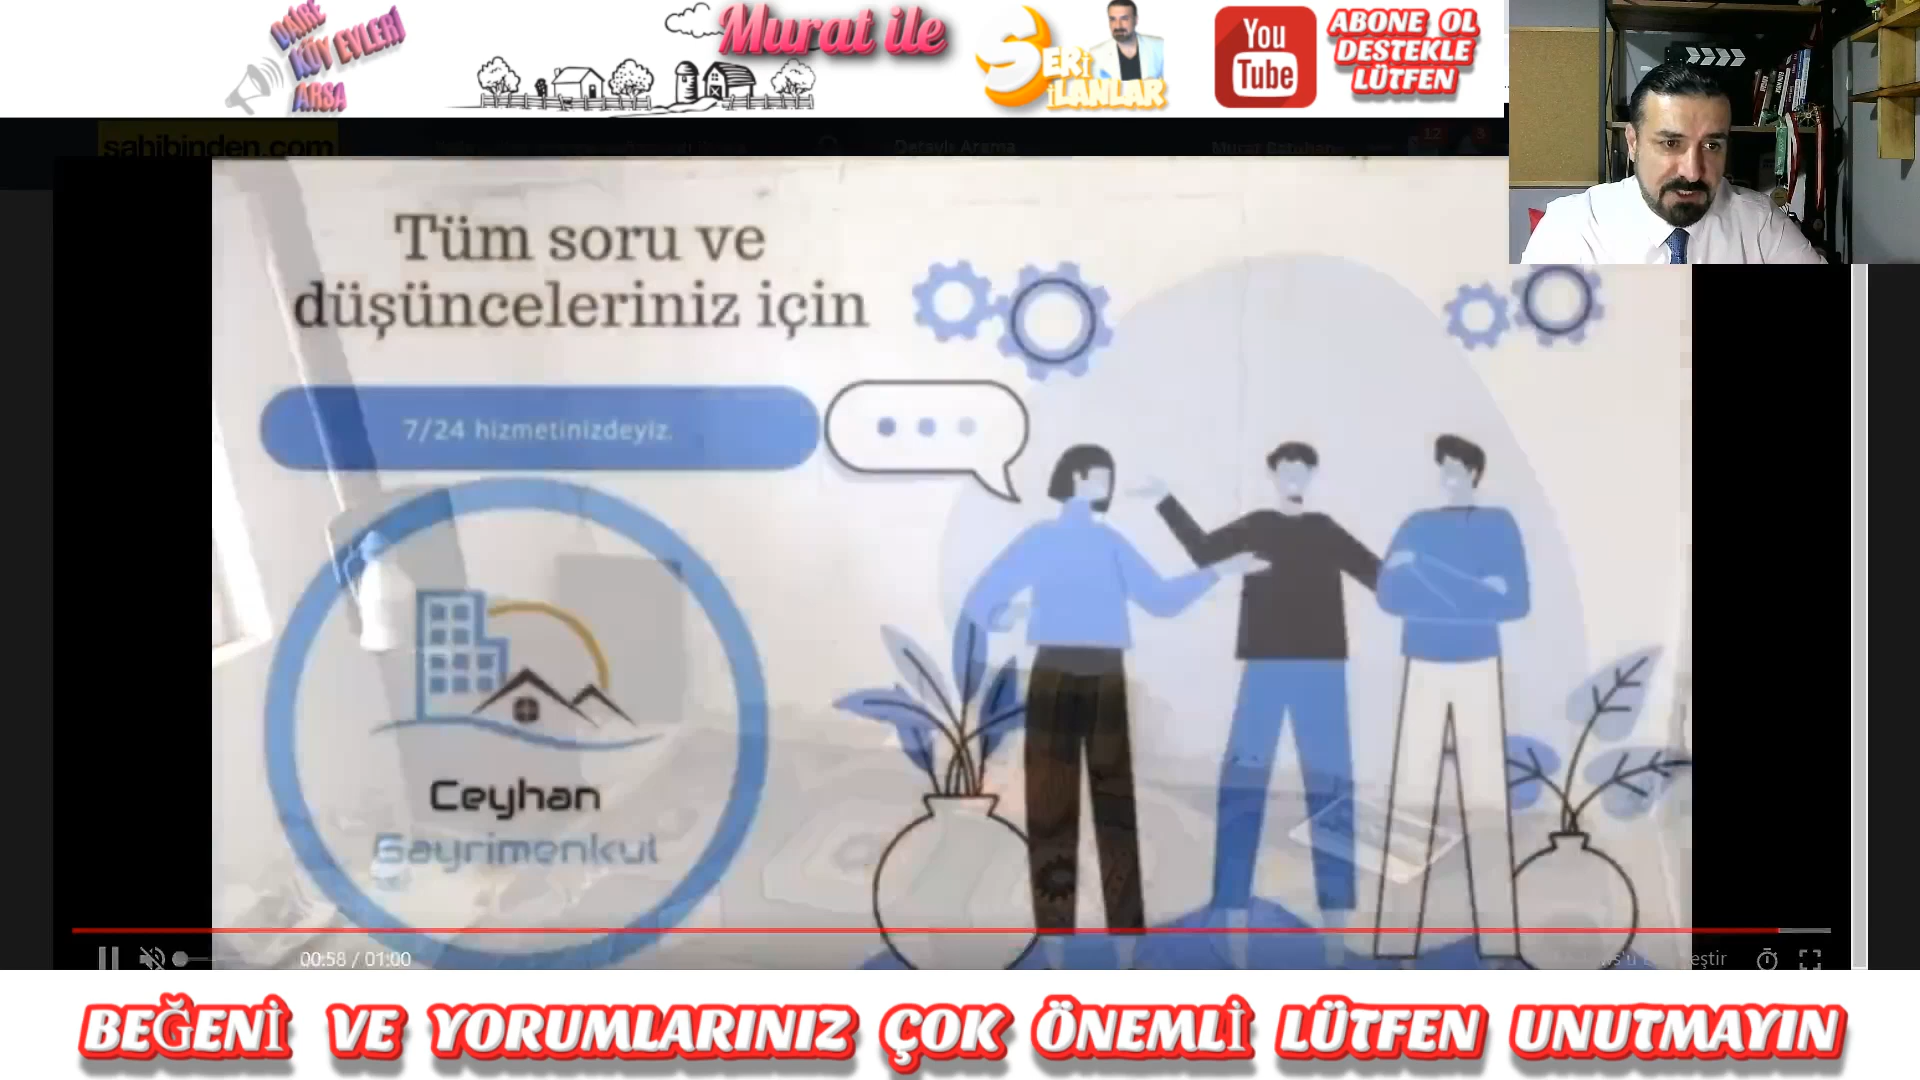 DAİRE
KÖY EVLERİ
ARSA
Murat ile
SERİ
İLANLAR
You
Tube
ABONE OL
DESTEKLE
LÜTFEN
sahibinden.com
Detaylı Arama
12
3
Tüm soru ve
düşünceleriniz için
7/24 hizmetinizdeyiz.
Ceyhan
Gayrimenkul
00:58 / 01:00
BEĞENİ VE YORUMLARINIZ ÇOK ÖNEMLİ LÜTFEN UNUTMAYIN